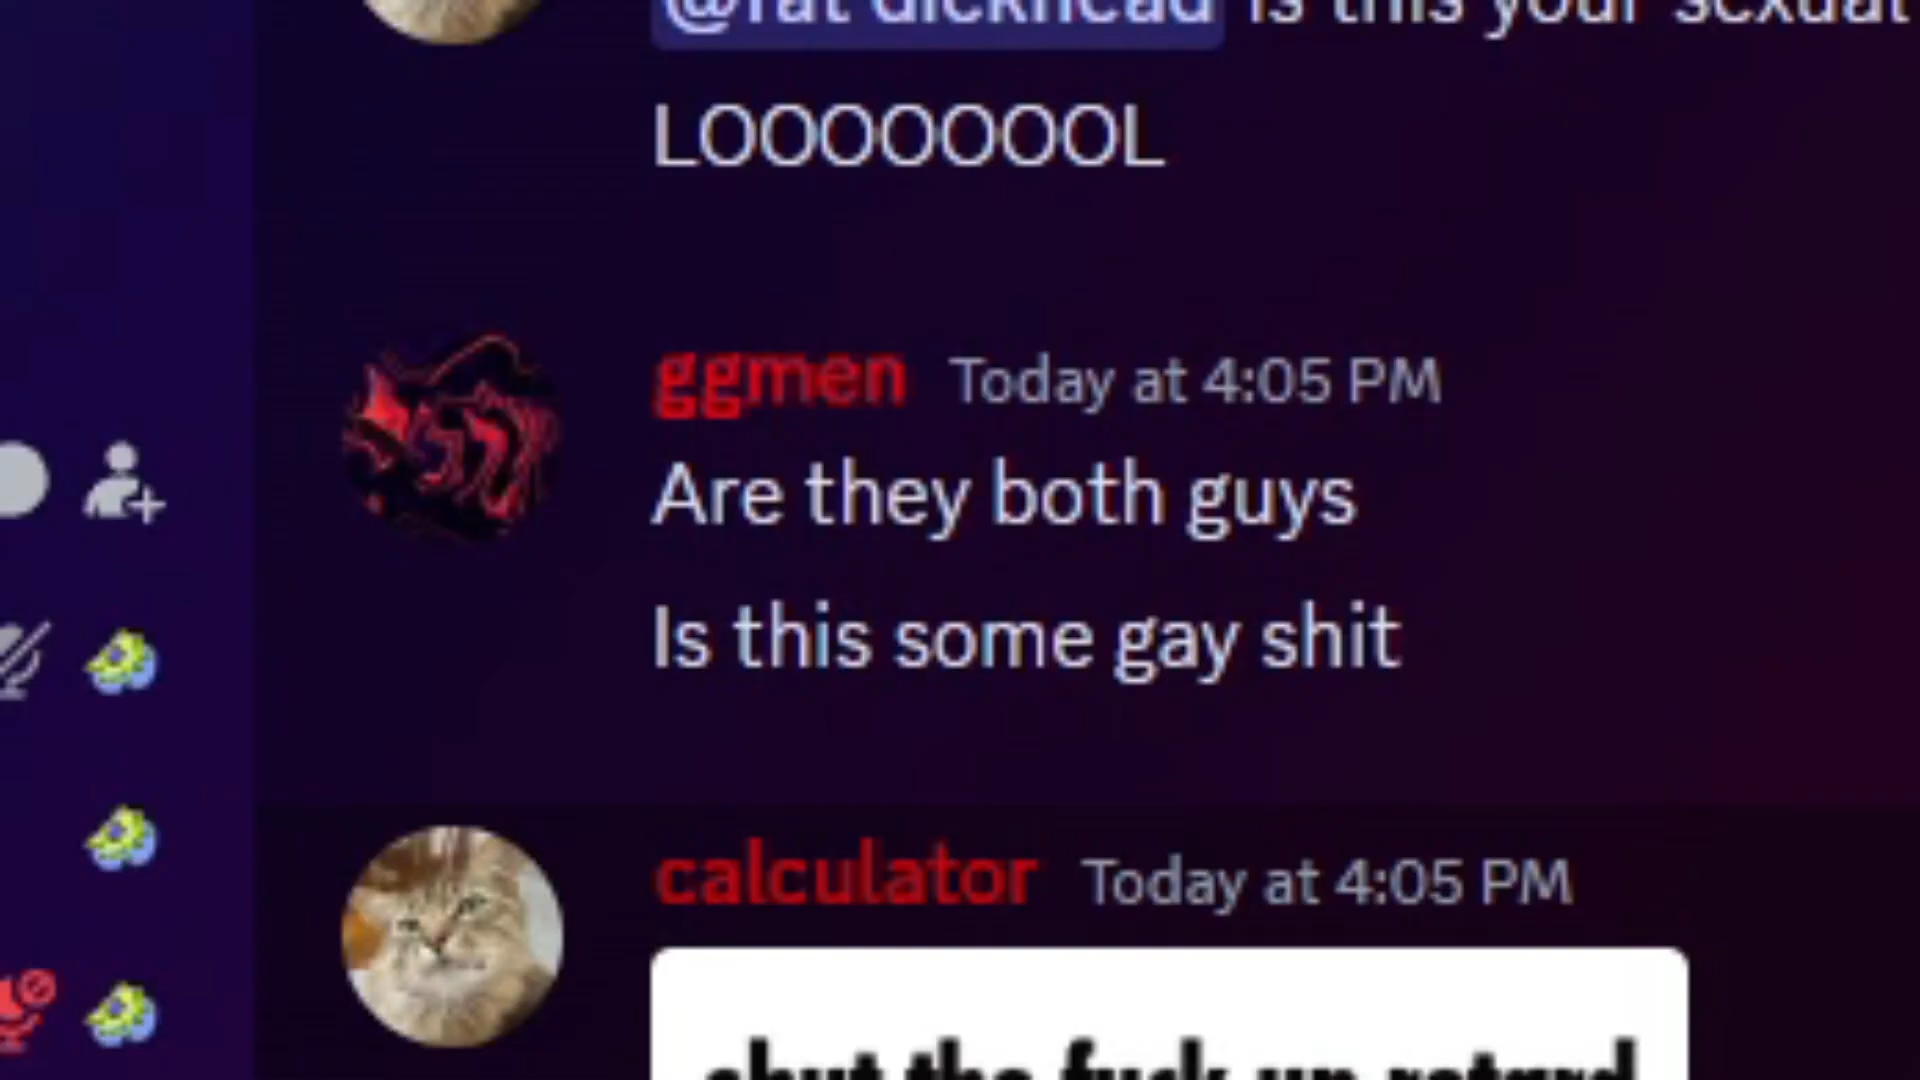 @fat dickhead is this your sexual
LOOOOOOOL
ggmen Today at 4:05 PM
Are they both guys
Is this some gay shit
calculator Today at 4:05 PM
shut the fuck up retard